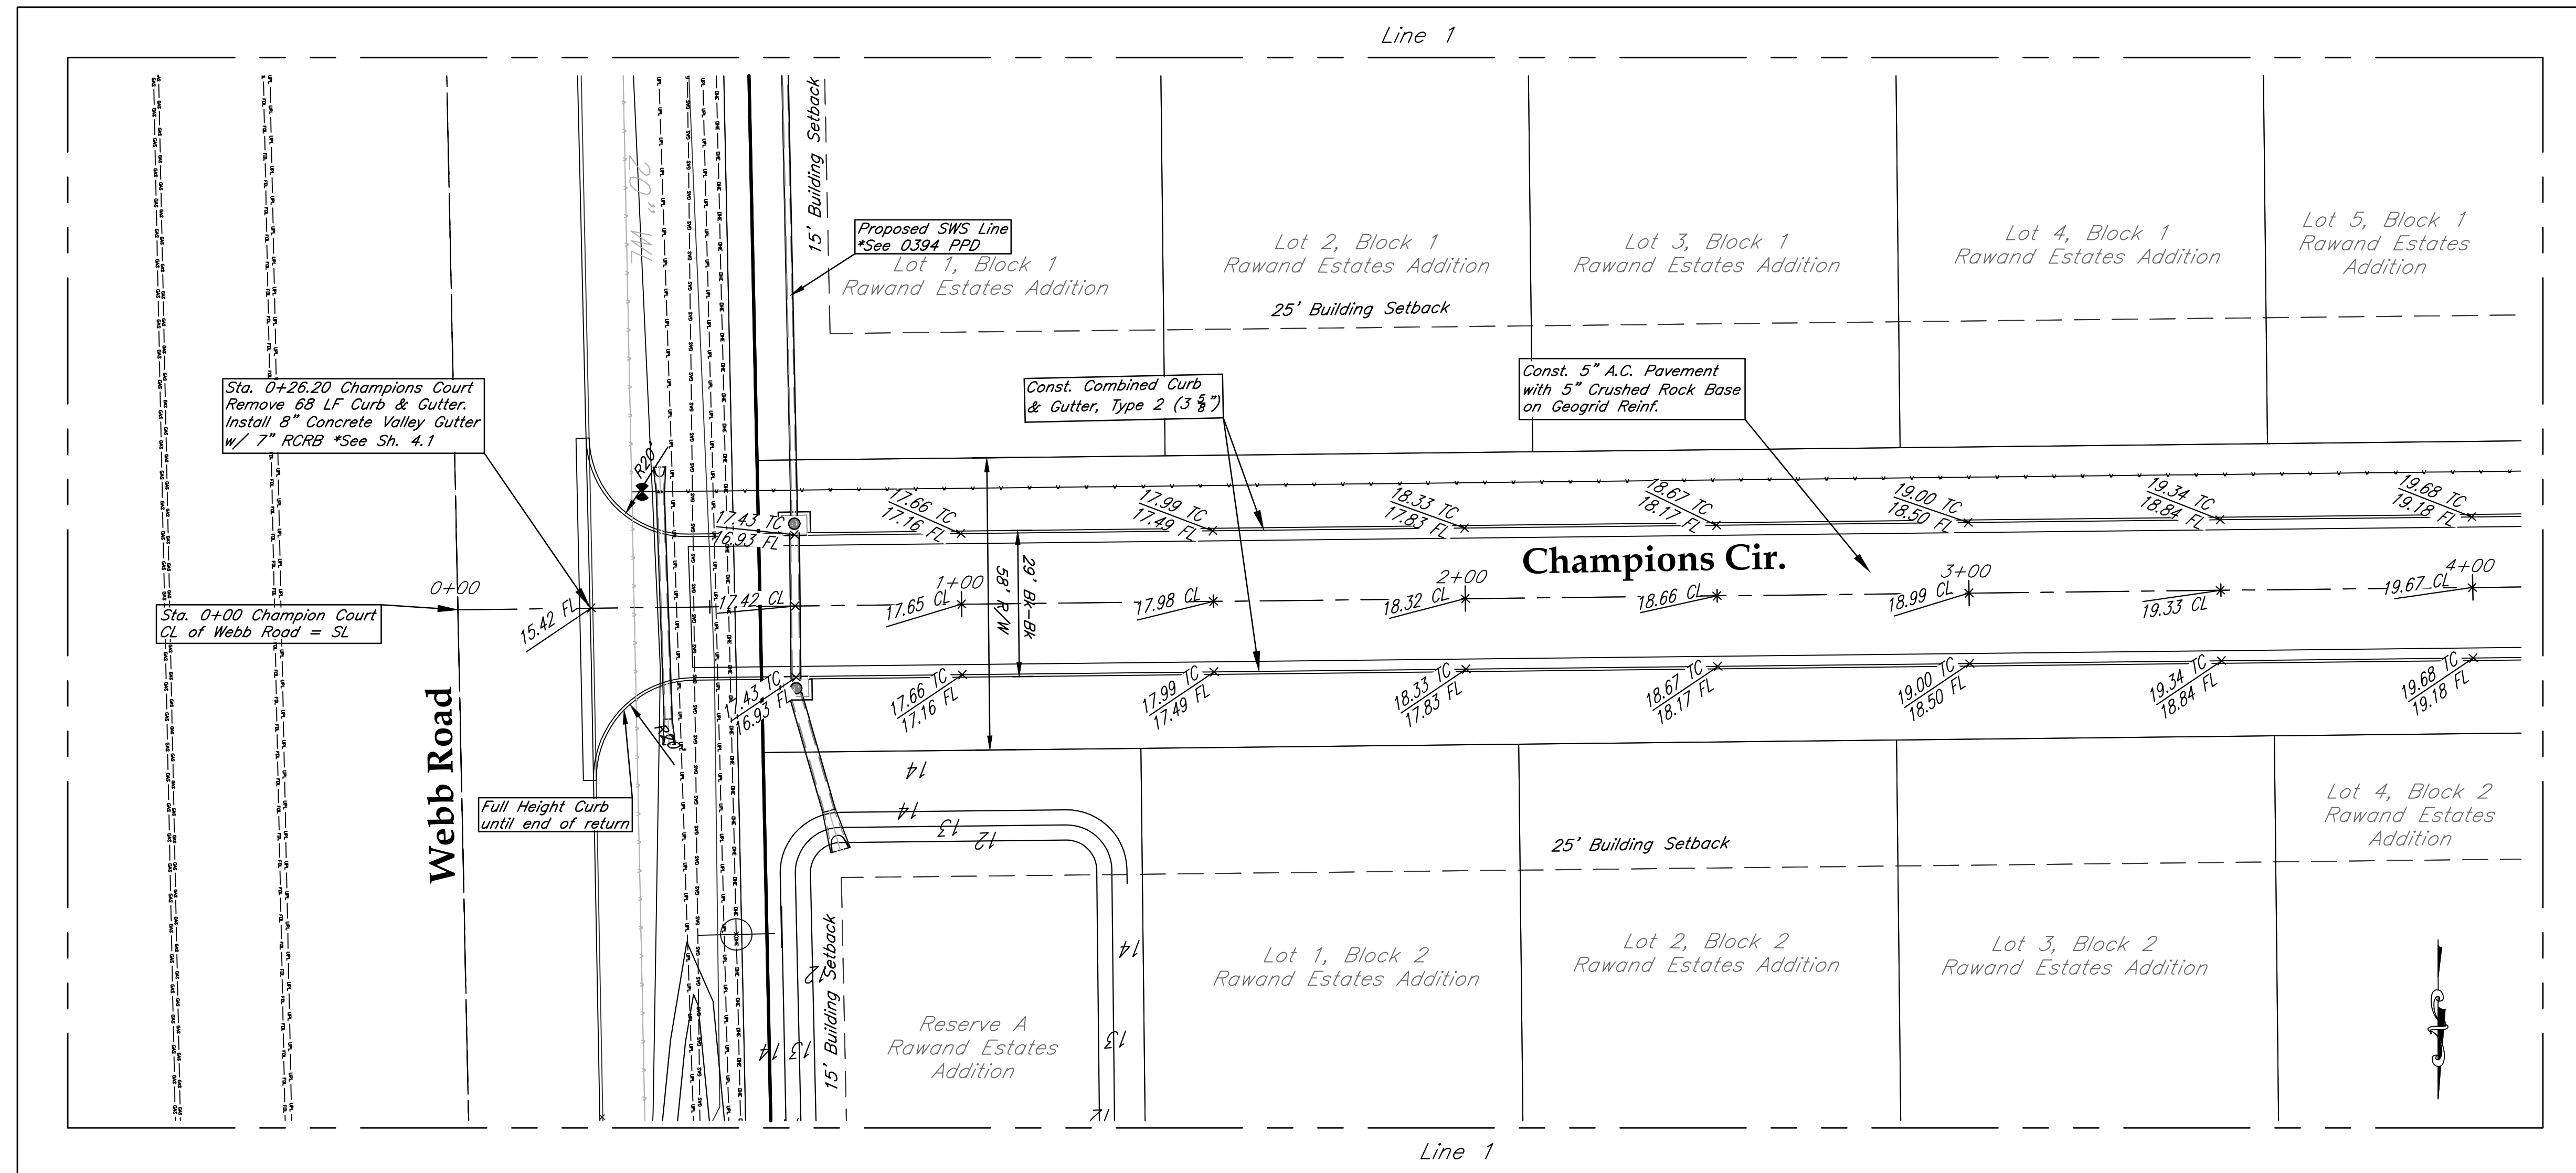 Line 1
15' Building Setback
20" WL
Proposed SWS Line
*See 0394 PPD
Lot 1, Block 1
Rawand Estates Addition
Lot 2, Block 1
Rawand Estates Addition
Lot 3, Block 1
Rawand Estates Addition
Lot 4, Block 1
Rawand Estates Addition
Lot 5, Block 1
Rawand Estates
Addition
25' Building Setback
Sta. 0+26.20 Champions Court
Remove 68 LF Curb & Gutter.
Install 8" Concrete Valley Gutter
w/ 7" RCRB *See Sh. 4.1
Const. Combined Curb
& Gutter, Type 2 (3 5/8")
Const. 5" A.C. Pavement
with 5" Crushed Rock Base
on Geogrid Reinf.
R20'
17.43 TC
16.93 FL
17.66 TC
17.16 FL
17.99 TC
17.49 FL
18.33 TC
17.83 FL
18.67 TC
18.17 FL
19.00 TC
18.50 FL
19.34 TC
18.84 FL
19.68 TC
19.18 FL
Champions Cir.
0+00
1+00
2+00
3+00
4+00
29' Bk-Bk
58' R/W
Sta. 0+00 Champion Court
CL of Webb Road = SL
15.42 FL
17.42 CL
17.65 CL
17.98 CL
18.32 CL
18.66 CL
18.99 CL
19.33 CL
19.67 CL
17.43 TC
16.93 FL
17.66 TC
17.16 FL
17.99 TC
17.49 FL
18.33 TC
17.83 FL
18.67 TC
18.17 FL
19.00 TC
18.50 FL
19.34 TC
18.84 FL
19.68 TC
19.18 FL
R20'
Webb Road
Full Height Curb
until end of return
14
14
13
12
25' Building Setback
Lot 4, Block 2
Rawand Estates
Addition
Lot 1, Block 2
Rawand Estates Addition
Lot 2, Block 2
Rawand Estates Addition
Lot 3, Block 2
Rawand Estates Addition
12
14
13
15' Building Setback
Reserve A
Rawand Estates
Addition
14
13
12
Line 1